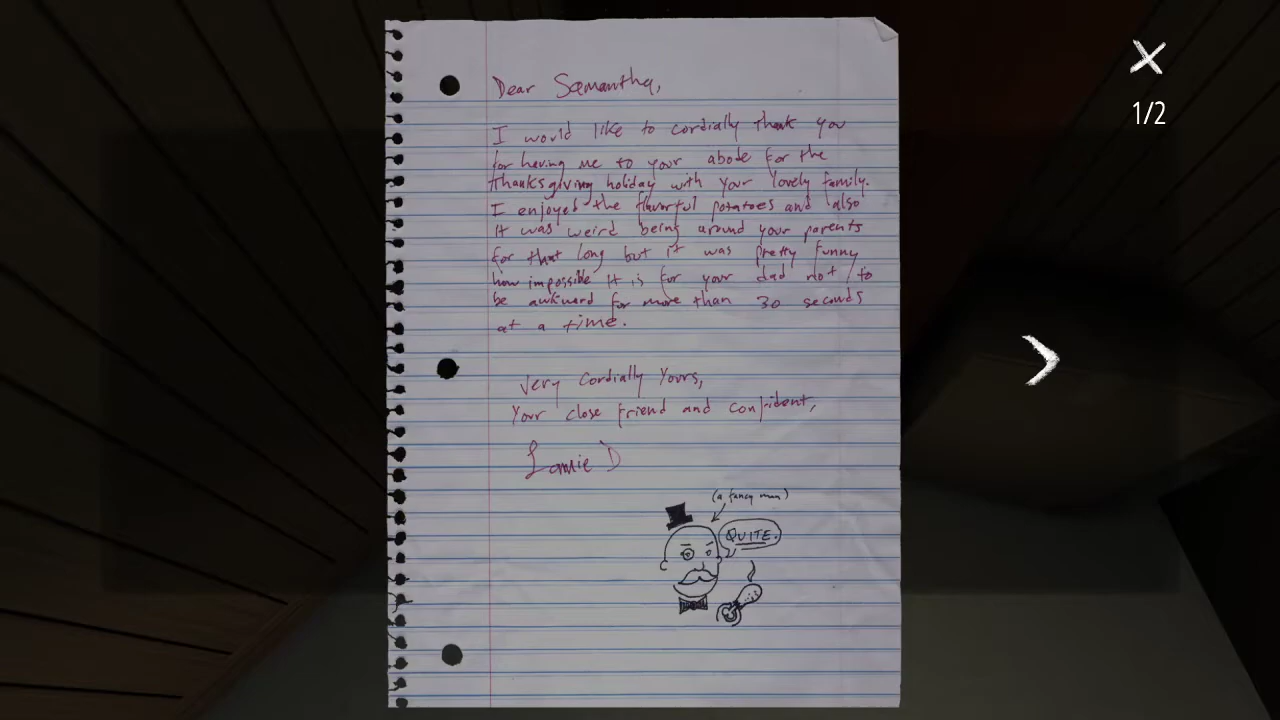 1/2
Dear Samantha,
I would like to cordially thank you
for having me to your abode for the
thanksgiving holiday with your lovely family.
I enjoyed the flavorful potatoes and also
it was weird being around your parents
for that long but it was pretty funny
how impossible it is for your dad not to
be awkward for more than 30 seconds
at a time.
Very Cordially Yours,
Your close friend and confident,
Lonnie D
(a fancy man)
QUITE.